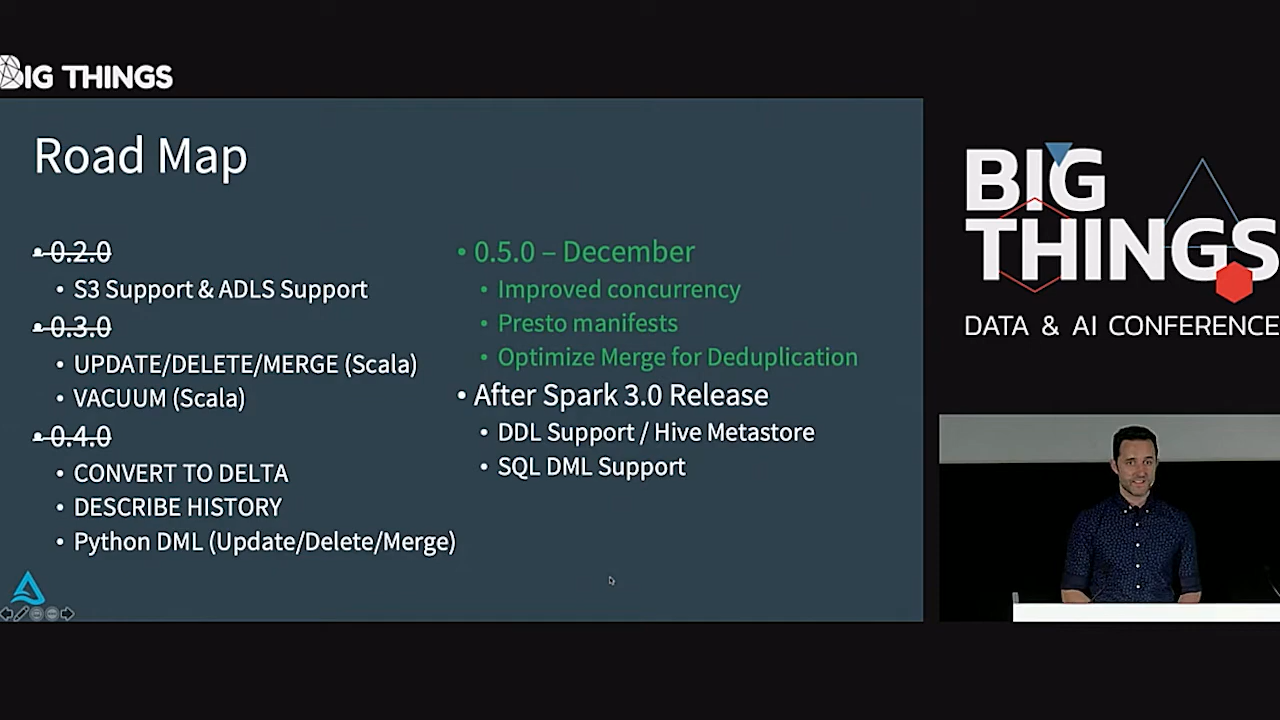 BIG THINGS
Road Map
• 0.2.0
• S3 Support & ADLS Support
• 0.3.0
• UPDATE/DELETE/MERGE (Scala)
• VACUUM (Scala)
• 0.4.0
• CONVERT TO DELTA
• DESCRIBE HISTORY
• Python DML (Update/Delete/Merge)
• 0.5.0 – December
• Improved concurrency
• Presto manifests
• Optimize Merge for Deduplication
• After Spark 3.0 Release
• DDL Support / Hive Metastore
• SQL DML Support
BIG
THINGS
DATA & AI CONFERENCE